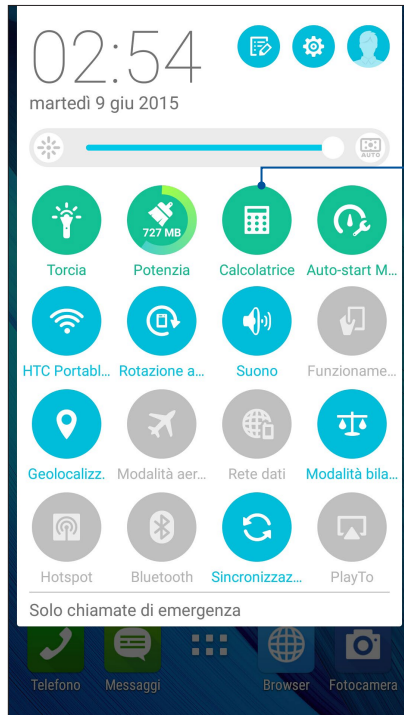 02:54
martedì 9 giu 2015
AUTO
727 MB
Torcia Potenzia Calcolatrice Auto-start M...
HTC Portabl... Rotazione a... Suono Funzioname...
Geolocalizz. Modalità aer... Rete dati Modalità bila...
Hotspot Bluetooth Sincronizzaz... PlayTo
Solo chiamate di emergenza
Telefono Messaggi Browser Fotocamera